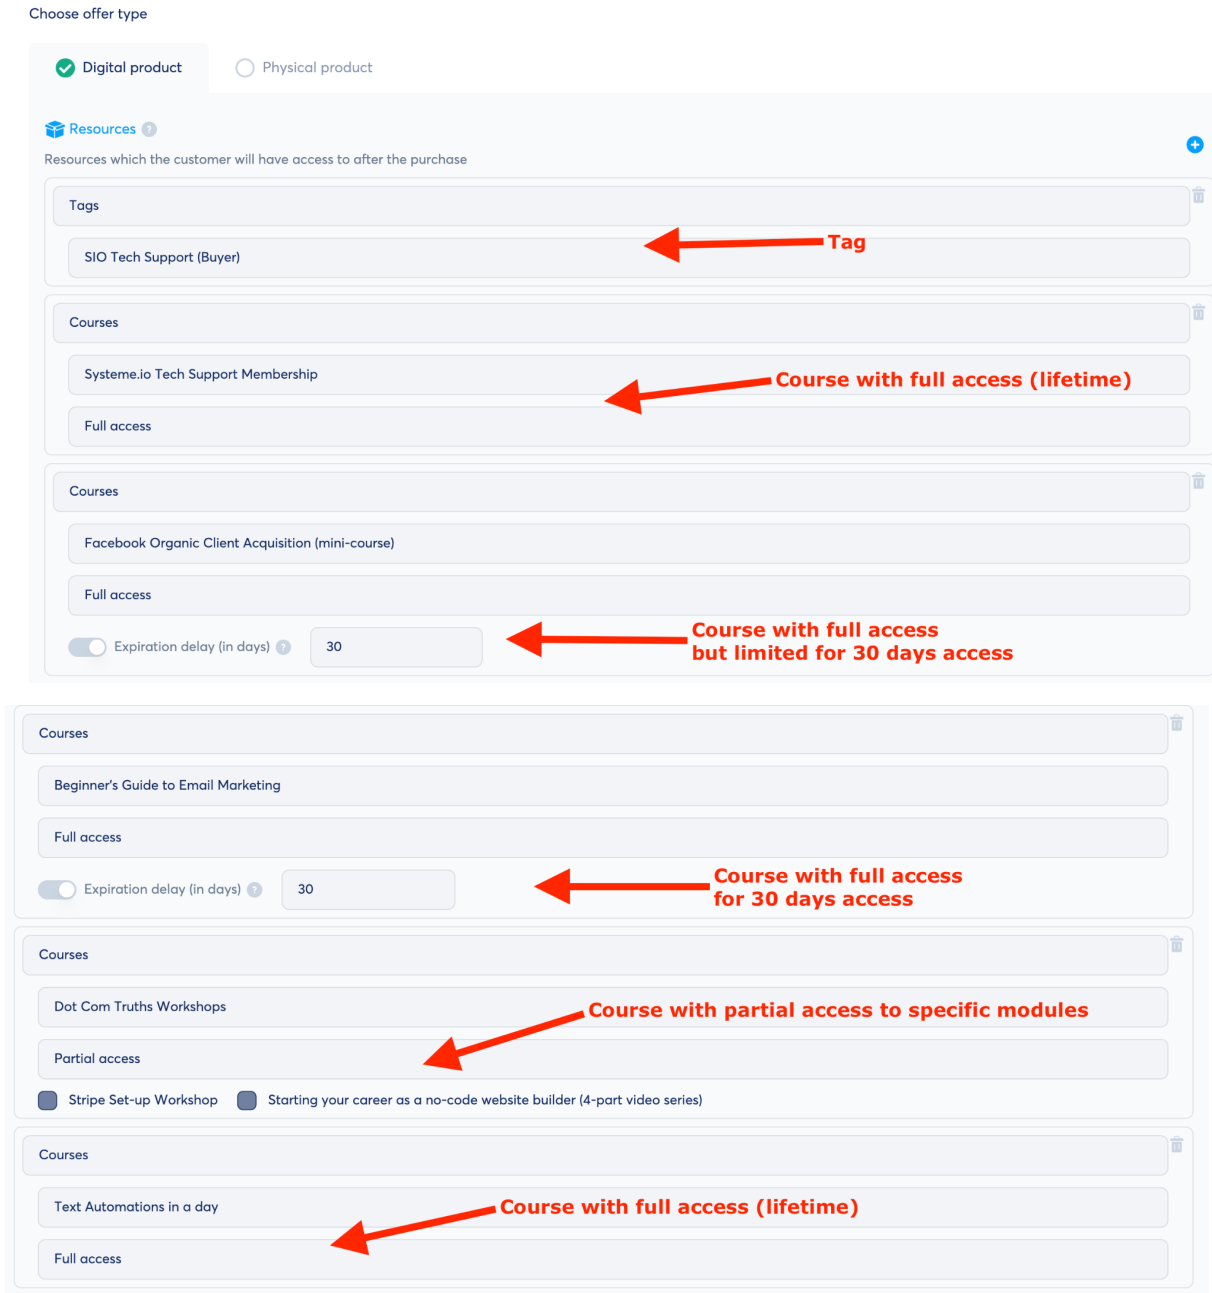 Choose offer type
Digital product
Physical product
Resources ?
Resources which the customer will have access to after the purchase
Tags
Tag
SIO Tech Support (Buyer)
Courses
Systeme.io Tech Support Membership
Course with full access (lifetime)
Full access
Courses
Facebook Organic Client Acquisition (mini-course)
Full access
Expiration delay (in days) ? 30
Course with full access
but limited for 30 days access
Courses
Beginner's Guide to Email Marketing
Full access
Expiration delay (in days) ? 30
Course with full access
for 30 days access
Courses
Dot Com Truths Workshops
Course with partial access to specific modules
Partial access
Stripe Set-up Workshop
Starting your career as a no-code website builder (4-part video series)
Courses
Text Automations in a day
Course with full access (lifetime)
Full access